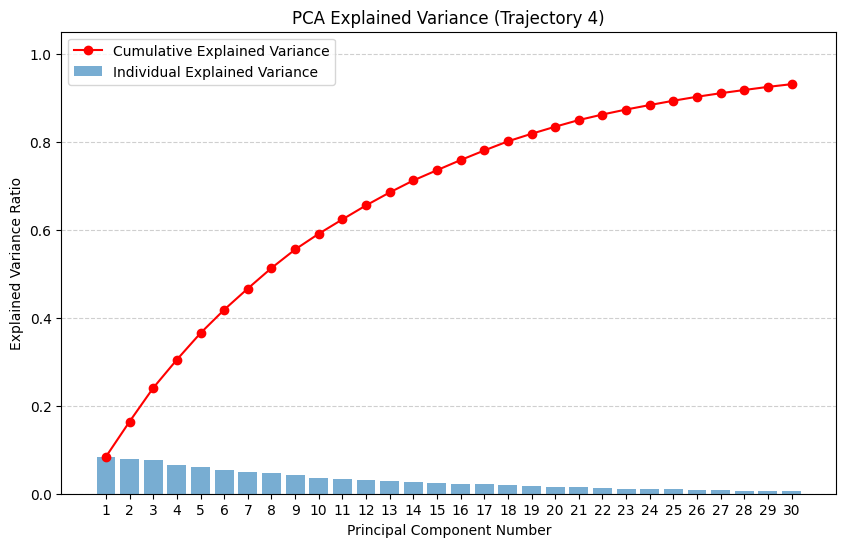 PCA Explained Variance (Trajectory 4)
Cumulative Explained Variance
Individual Explained Variance
Explained Variance Ratio
1.0
0.8
0.6
0.4
0.2
0.0
1 2 3 4 5 6 7 8 9 10 11 12 13 14 15 16 17 18 19 20 21 22 23 24 25 26 27 28 29 30
Principal Component Number